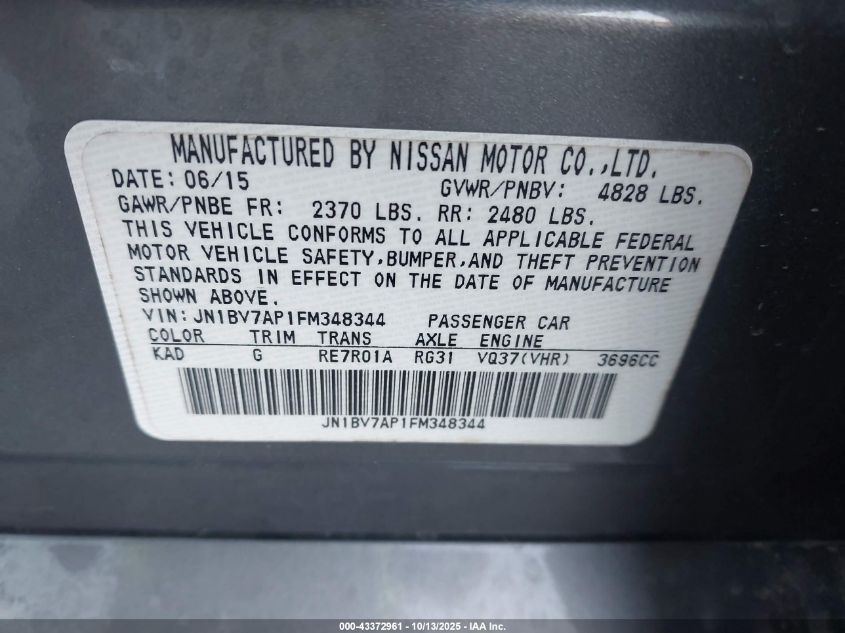 MANUFACTURED BY NISSAN MOTOR CO.,LTD.
DATE: 06/15 GVWR/PNBV: 4828 LBS.
GAWR/PNBE FR: 2370 LBS. RR: 2480 LBS.
THIS VEHICLE CONFORMS TO ALL APPLICABLE FEDERAL
MOTOR VEHICLE SAFETY,BUMPER,AND THEFT PREVENTION
STANDARDS IN EFFECT ON THE DATE OF MANUFACTURE
SHOWN ABOVE.
VIN: JN1BV7AP1FM348344 PASSENGER CAR
COLOR TRIM TRANS AXLE ENGINE
KAD G RE7R01A RG31 VQ37(VHR) 3696CC
JN1BV7AP1FM348344
000-43372961 | 10/13/2025 - IAA Inc.